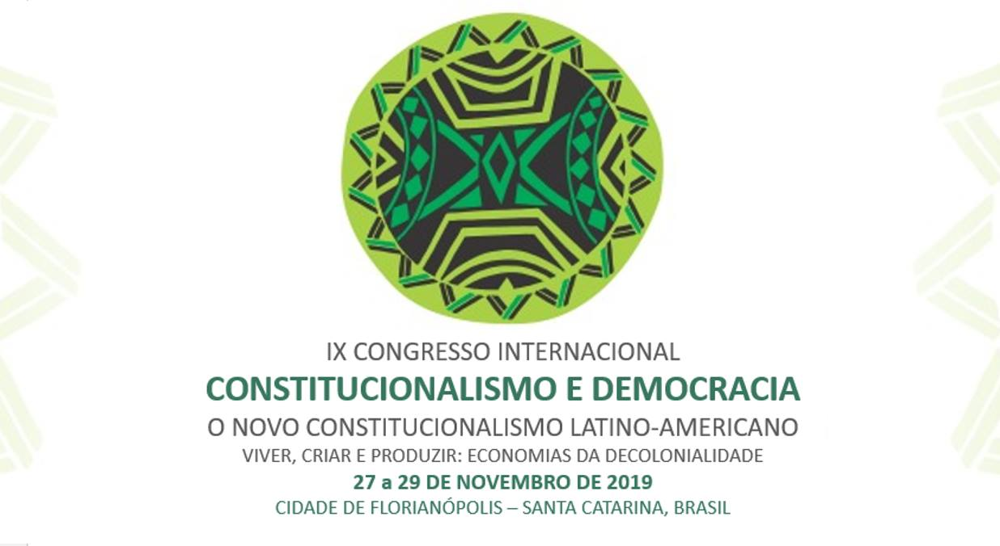 IX CONGRESSO INTERNACIONAL
CONSTITUCIONALISMO E DEMOCRACIA
O NOVO CONSTITUCIONALISMO LATINO-AMERICANO
VIVER, CRIAR E PRODUZIR: ECONOMIAS DA DECOLONIALIDADE
27 a 29 DE NOVEMBRO DE 2019
CIDADE DE FLORIANÓPOLIS – SANTA CATARINA, BRASIL